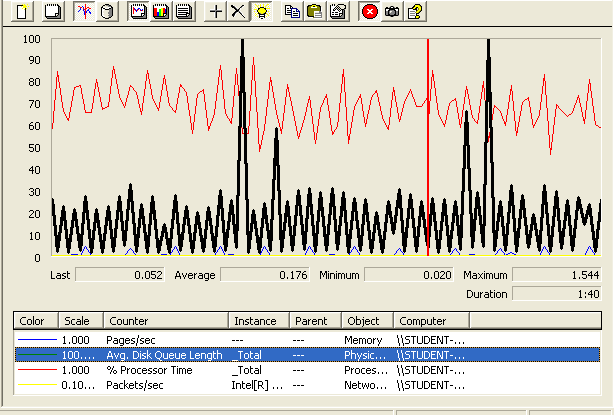 100
90
80
70
60
50
40
30
20
10
0
Last 0.052 Average 0.176 Minimum 0.020 Maximum 1.544
Duration 1:40
Color Scale Counter Instance Parent Object Computer
1.000 Pages/sec --- --- Memory \\STUDENT-...
100.... Avg. Disk Queue Length _Total --- Physic... \\STUDENT-...
1.000 % Processor Time _Total --- Proces... \\STUDENT-...
0.10... Packets/sec Intel[R] ... --- Netwo... \\STUDENT-...